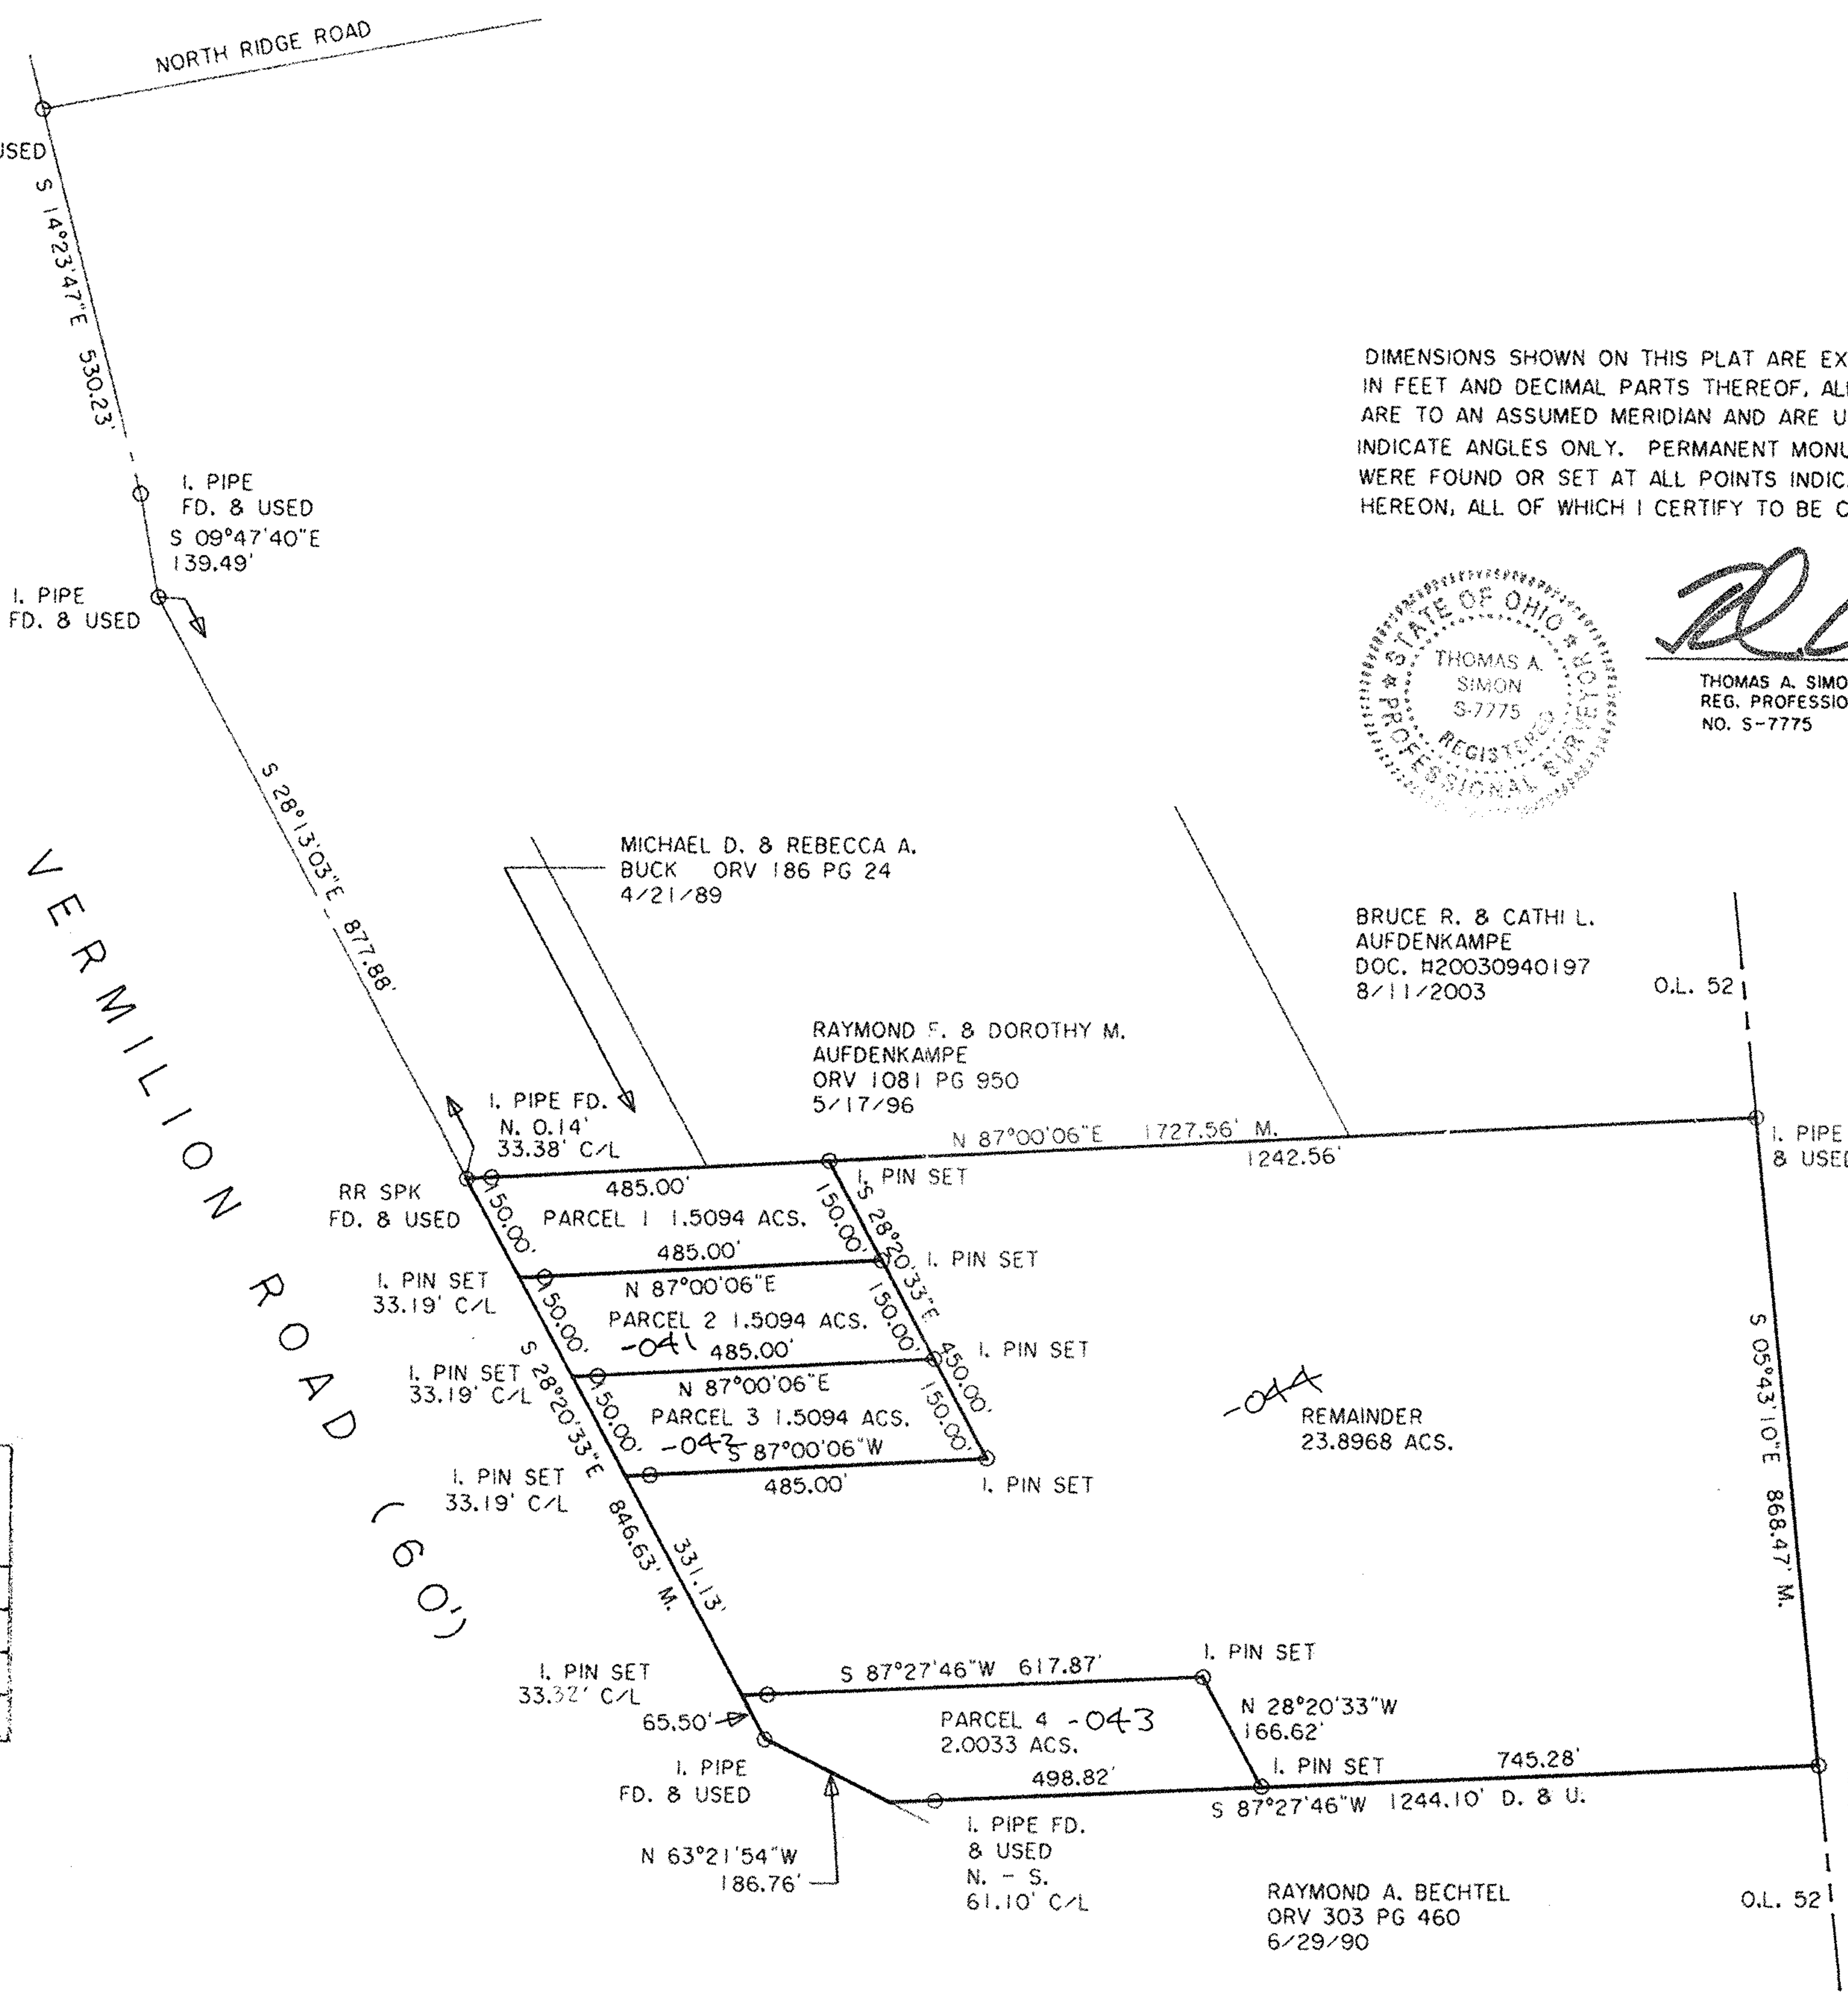 NORTH RIDGE ROAD
USED
S 14°23'47"E 530.23'
I. PIPE
FD. & USED
S 09°47'40"E
139.49'
I. PIPE
FD. & USED
S 28°13'03"E 877.88'
VERMILION ROAD (60')
DIMENSIONS SHOWN ON THIS PLAT ARE EX
IN FEET AND DECIMAL PARTS THEREOF, AL
ARE TO AN ASSUMED MERIDIAN AND ARE U
INDICATE ANGLES ONLY. PERMANENT MONU
WERE FOUND OR SET AT ALL POINTS INDIC
HEREON, ALL OF WHICH I CERTIFY TO BE C
STATE OF OHIO
THOMAS A.
SIMON
S-7775
REGISTERED
PROFESSIONAL SURVEYOR
THOMAS A. SIMO
REG. PROFESSIO
NO. S-7775
MICHAEL D. & REBECCA A.
BUCK ORV 186 PG 24
4/21/89
BRUCE R. & CATHI L.
AUFDENKAMPE
DOC. #20030940197
8/11/2003
O.L. 52
RAYMOND F. & DOROTHY M.
AUFDENKAMPE
ORV 1081 PG 950
5/17/96
I. PIPE FD.
N. 0.14'
33.38' C/L
N 87°00'06"E 1727.56' M.
1242.56'
I. PIPE
& USED
RR SPK
FD. & USED
485.00'
I. PIN SET
150.00'
PARCEL 1 1.5094 ACS.
150.00'
S 28°20'33"E 450.00'
485.00'
I. PIN SET
I. PIN SET
33.19' C/L
N 87°00'06"E
150.00'
PARCEL 2 1.5094 ACS.
150.00'
-041
485.00'
I. PIN SET
I. PIN SET
33.19' C/L
N 87°00'06"E
150.00'
PARCEL 3 1.5094 ACS.
150.00'
-042
S 87°00'06"W
I. PIN SET
33.19' C/L
485.00'
I. PIN SET
S 28°20'33"E 846.63' M.
331.13'
-044
REMAINDER
23.8968 ACS.
S 05°43'10"E 868.47' M.
I. PIN SET
33.32' C/L
S 87°27'46"W 617.87'
I. PIN SET
65.50'
PARCEL 4 -043
2.0033 ACS.
N 28°20'33"W
166.62'
I. PIPE
FD. & USED
498.82'
I. PIN SET
745.28'
S 87°27'46"W 1244.10' D. & U.
N 63°21'54"W
186.76'
I. PIPE FD.
& USED
N. - S.
61.10' C/L
RAYMOND A. BECHTEL
ORV 303 PG 460
6/29/90
O.L. 52